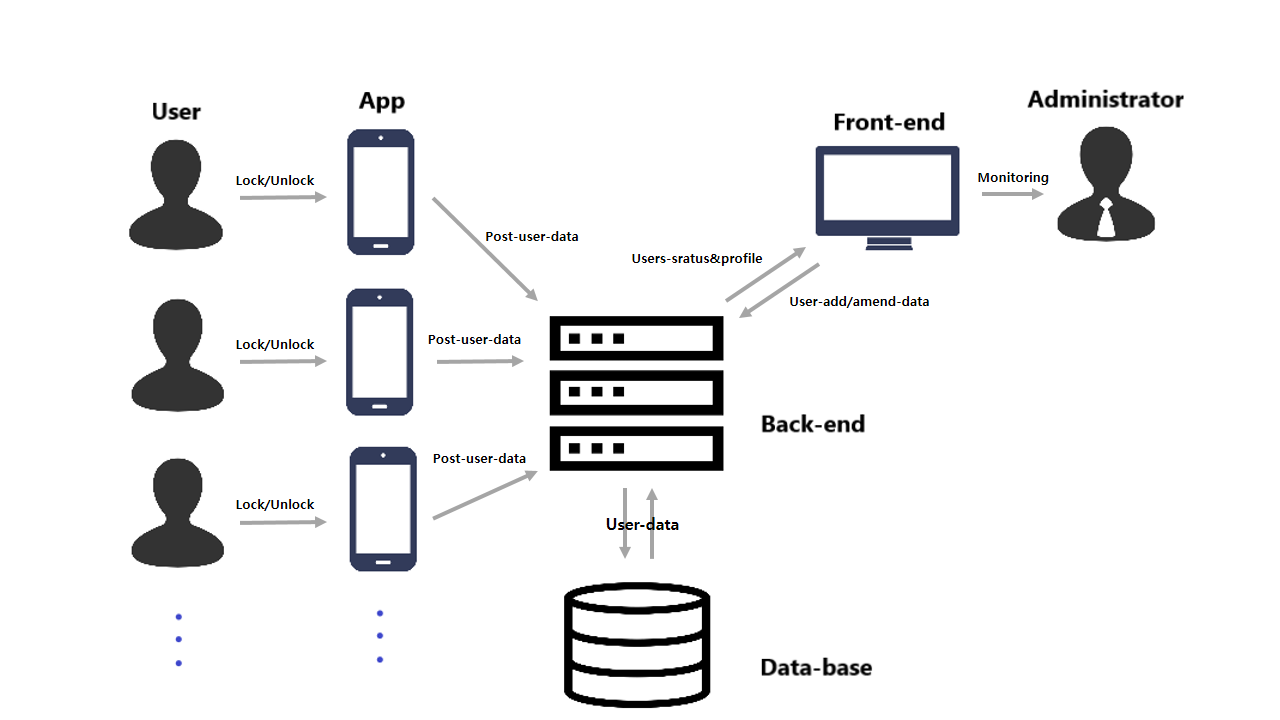 User
App
Front-end
Administrator
Lock/Unlock
Monitoring
Post-user-data
Users-sratus&profile
User-add/amend-data
Lock/Unlock
Post-user-data
Back-end
Post-user-data
Lock/Unlock
User-data
Data-base